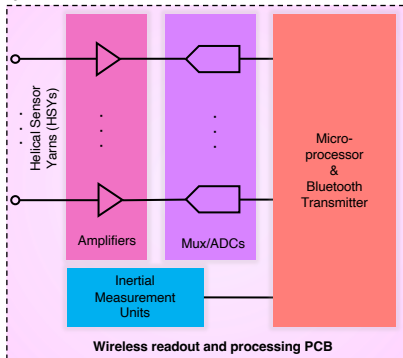 Helical Sensor
Yarns (HSYs)
Amplifiers
Mux/ADCs
Micro-
processor
&
Bluetooth
Transmitter
Inertial
Measurement
Units
Wireless readout and processing PCB